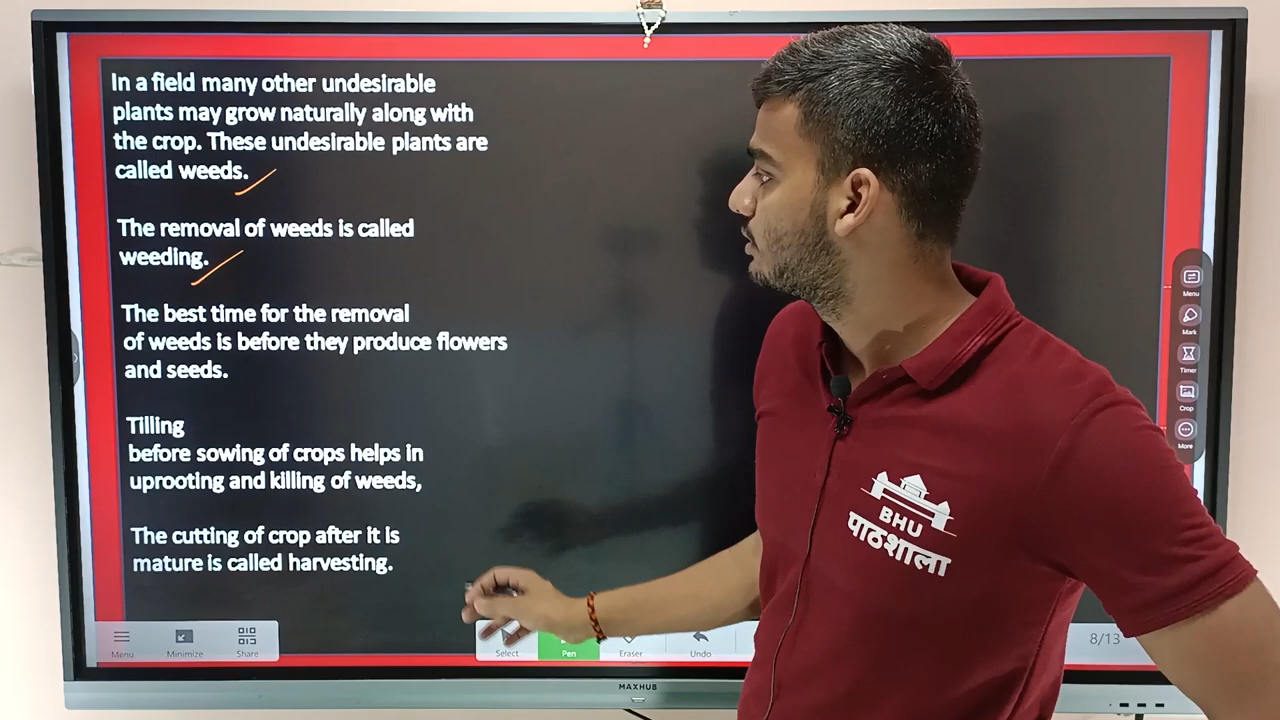 In a field many other undesirable
plants may grow naturally along with
the crop. These undesirable plants are
called weeds.
The removal of weeds is called
weeding.
The best time for the removal
of weeds is before they produce flowers
and seeds.
Tilling
before sowing of crops helps in
uprooting and killing of weeds,
The cutting of crop after it is
mature is called harvesting.
Menu
Mark
Timer
Crop
More
BHU
पाठशाला
Menu
Minimize
Share
Select
Pen
Eraser
Undo
8/13
MAXHUB